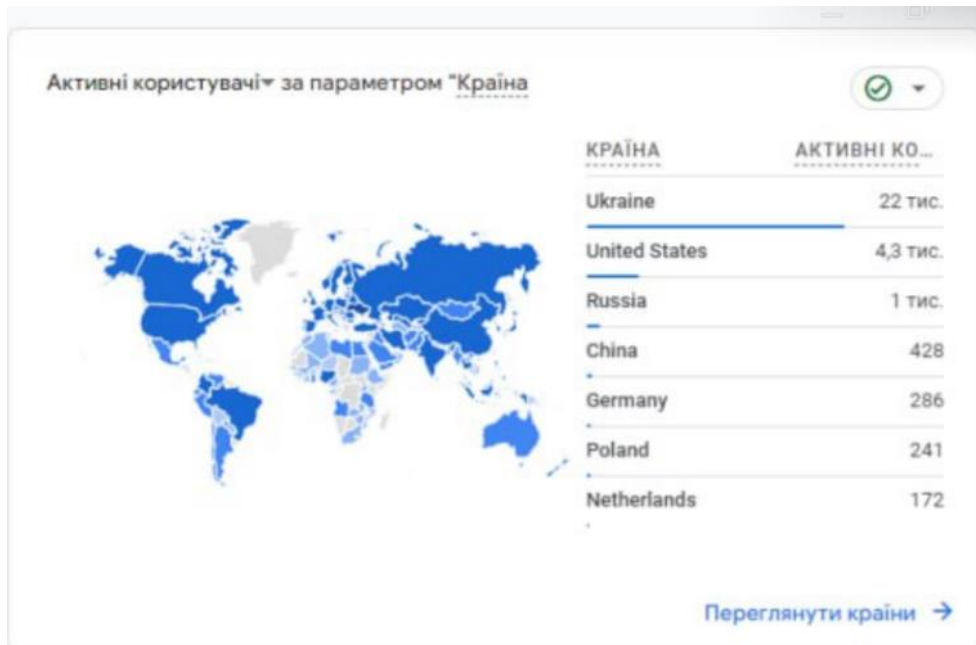 Активні користувачі за параметром "Країна
КРАЇНА АКТИВНІ КО...
Ukraine 22 тис.
United States 4,3 тис.
Russia 1 тис.
China 428
Germany 286
Poland 241
Netherlands 172
Переглянути країни